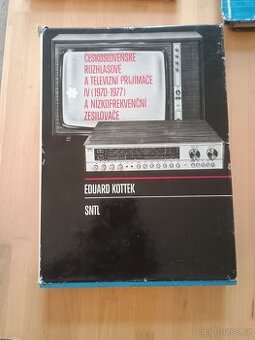 ČESKOSLOVENSKÉ
ROZHLASOVÉ
A TELEVIZNÍ PŘIJÍMAČE
IV (1970-1977)
A NÍZKOFREKVENČNÍ
ZESILOVAČE
EDUARD KOTTEK
SNTL